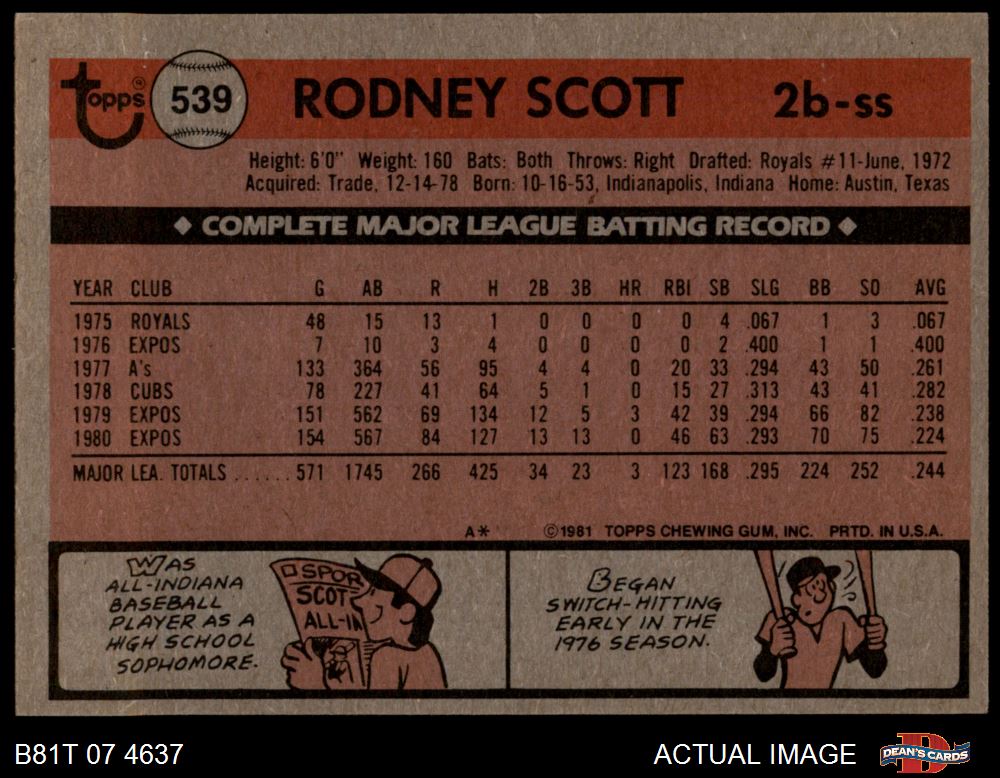 Topps® 539 RODNEY SCOTT 2b-ss
Height: 6'0" Weight: 160 Bats: Both Throws: Right Drafted: Royals #11-June, 1972
Acquired: Trade, 12-14-78 Born: 10-16-53, Indianapolis, Indiana Home: Austin, Texas
◆ COMPLETE MAJOR LEAGUE BATTING RECORD ◆
YEAR CLUB G AB R H 2B 3B HR RBI SB SLG BB SO AVG
1975 ROYALS 48 15 13 1 0 0 0 0 4 .067 1 3 .067
1976 EXPOS 7 10 3 4 0 0 0 0 2 .400 1 1 .400
1977 A's 133 364 56 95 4 4 0 20 33 .294 43 50 .261
1978 CUBS 78 227 41 64 5 1 0 15 27 .313 43 41 .282
1979 EXPOS 151 562 69 134 12 5 3 42 39 .294 66 82 .238
1980 EXPOS 154 567 84 127 13 13 0 46 63 .293 70 75 .224
MAJOR LEA. TOTALS ...... 571 1745 266 425 34 23 3 123 168 .295 224 252 .244
A* ©1981 TOPPS CHEWING GUM, INC. PRTD. IN U.S.A.
WAS
ALL-INDIANA
BASEBALL
PLAYER AS A
HIGH SCHOOL
SOPHOMORE.
SPOR
SCOT
ALL-IN
BEGAN
SWITCH-HITTING
EARLY IN THE
1976 SEASON.
B81T 07 4637 ACTUAL IMAGE DEAN'S CARDS